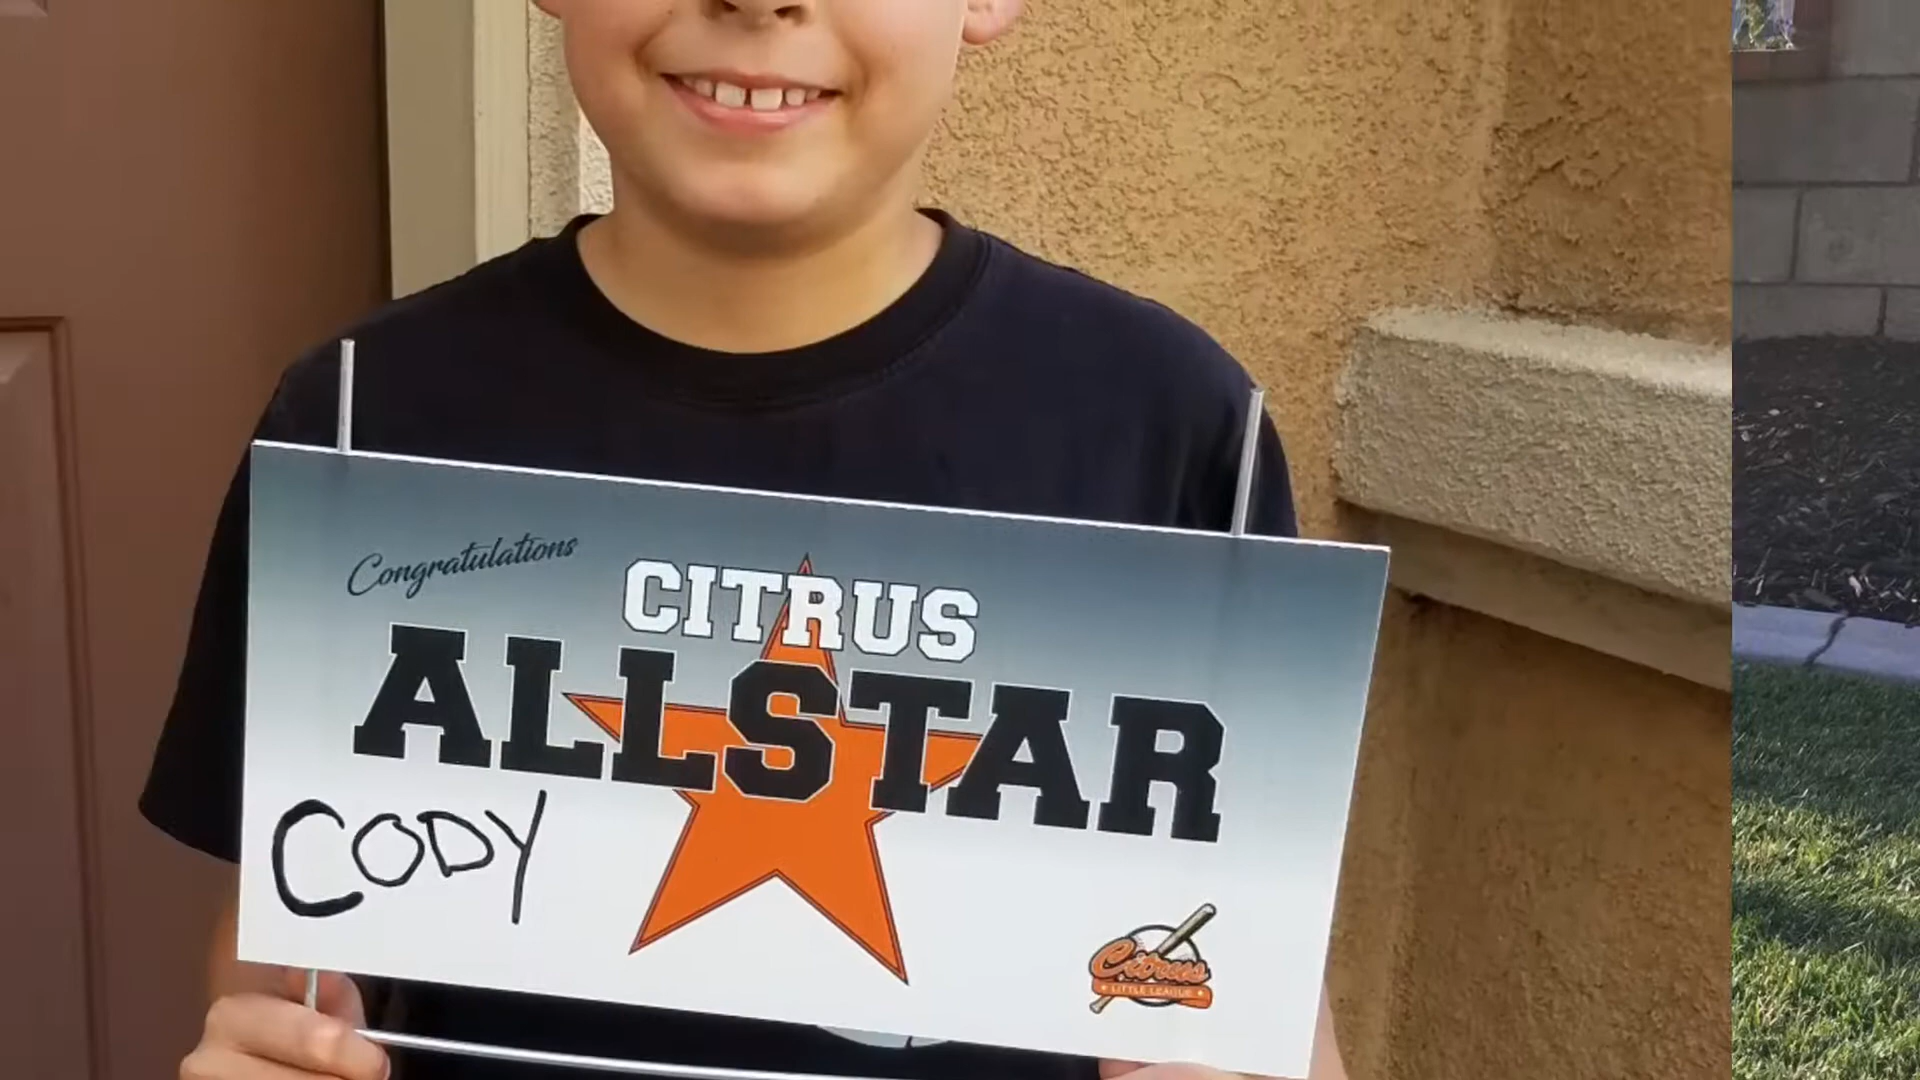 Congratulations
CITRUS
ALLSTAR
CODY
Citrus
LITTLE LEAGUE